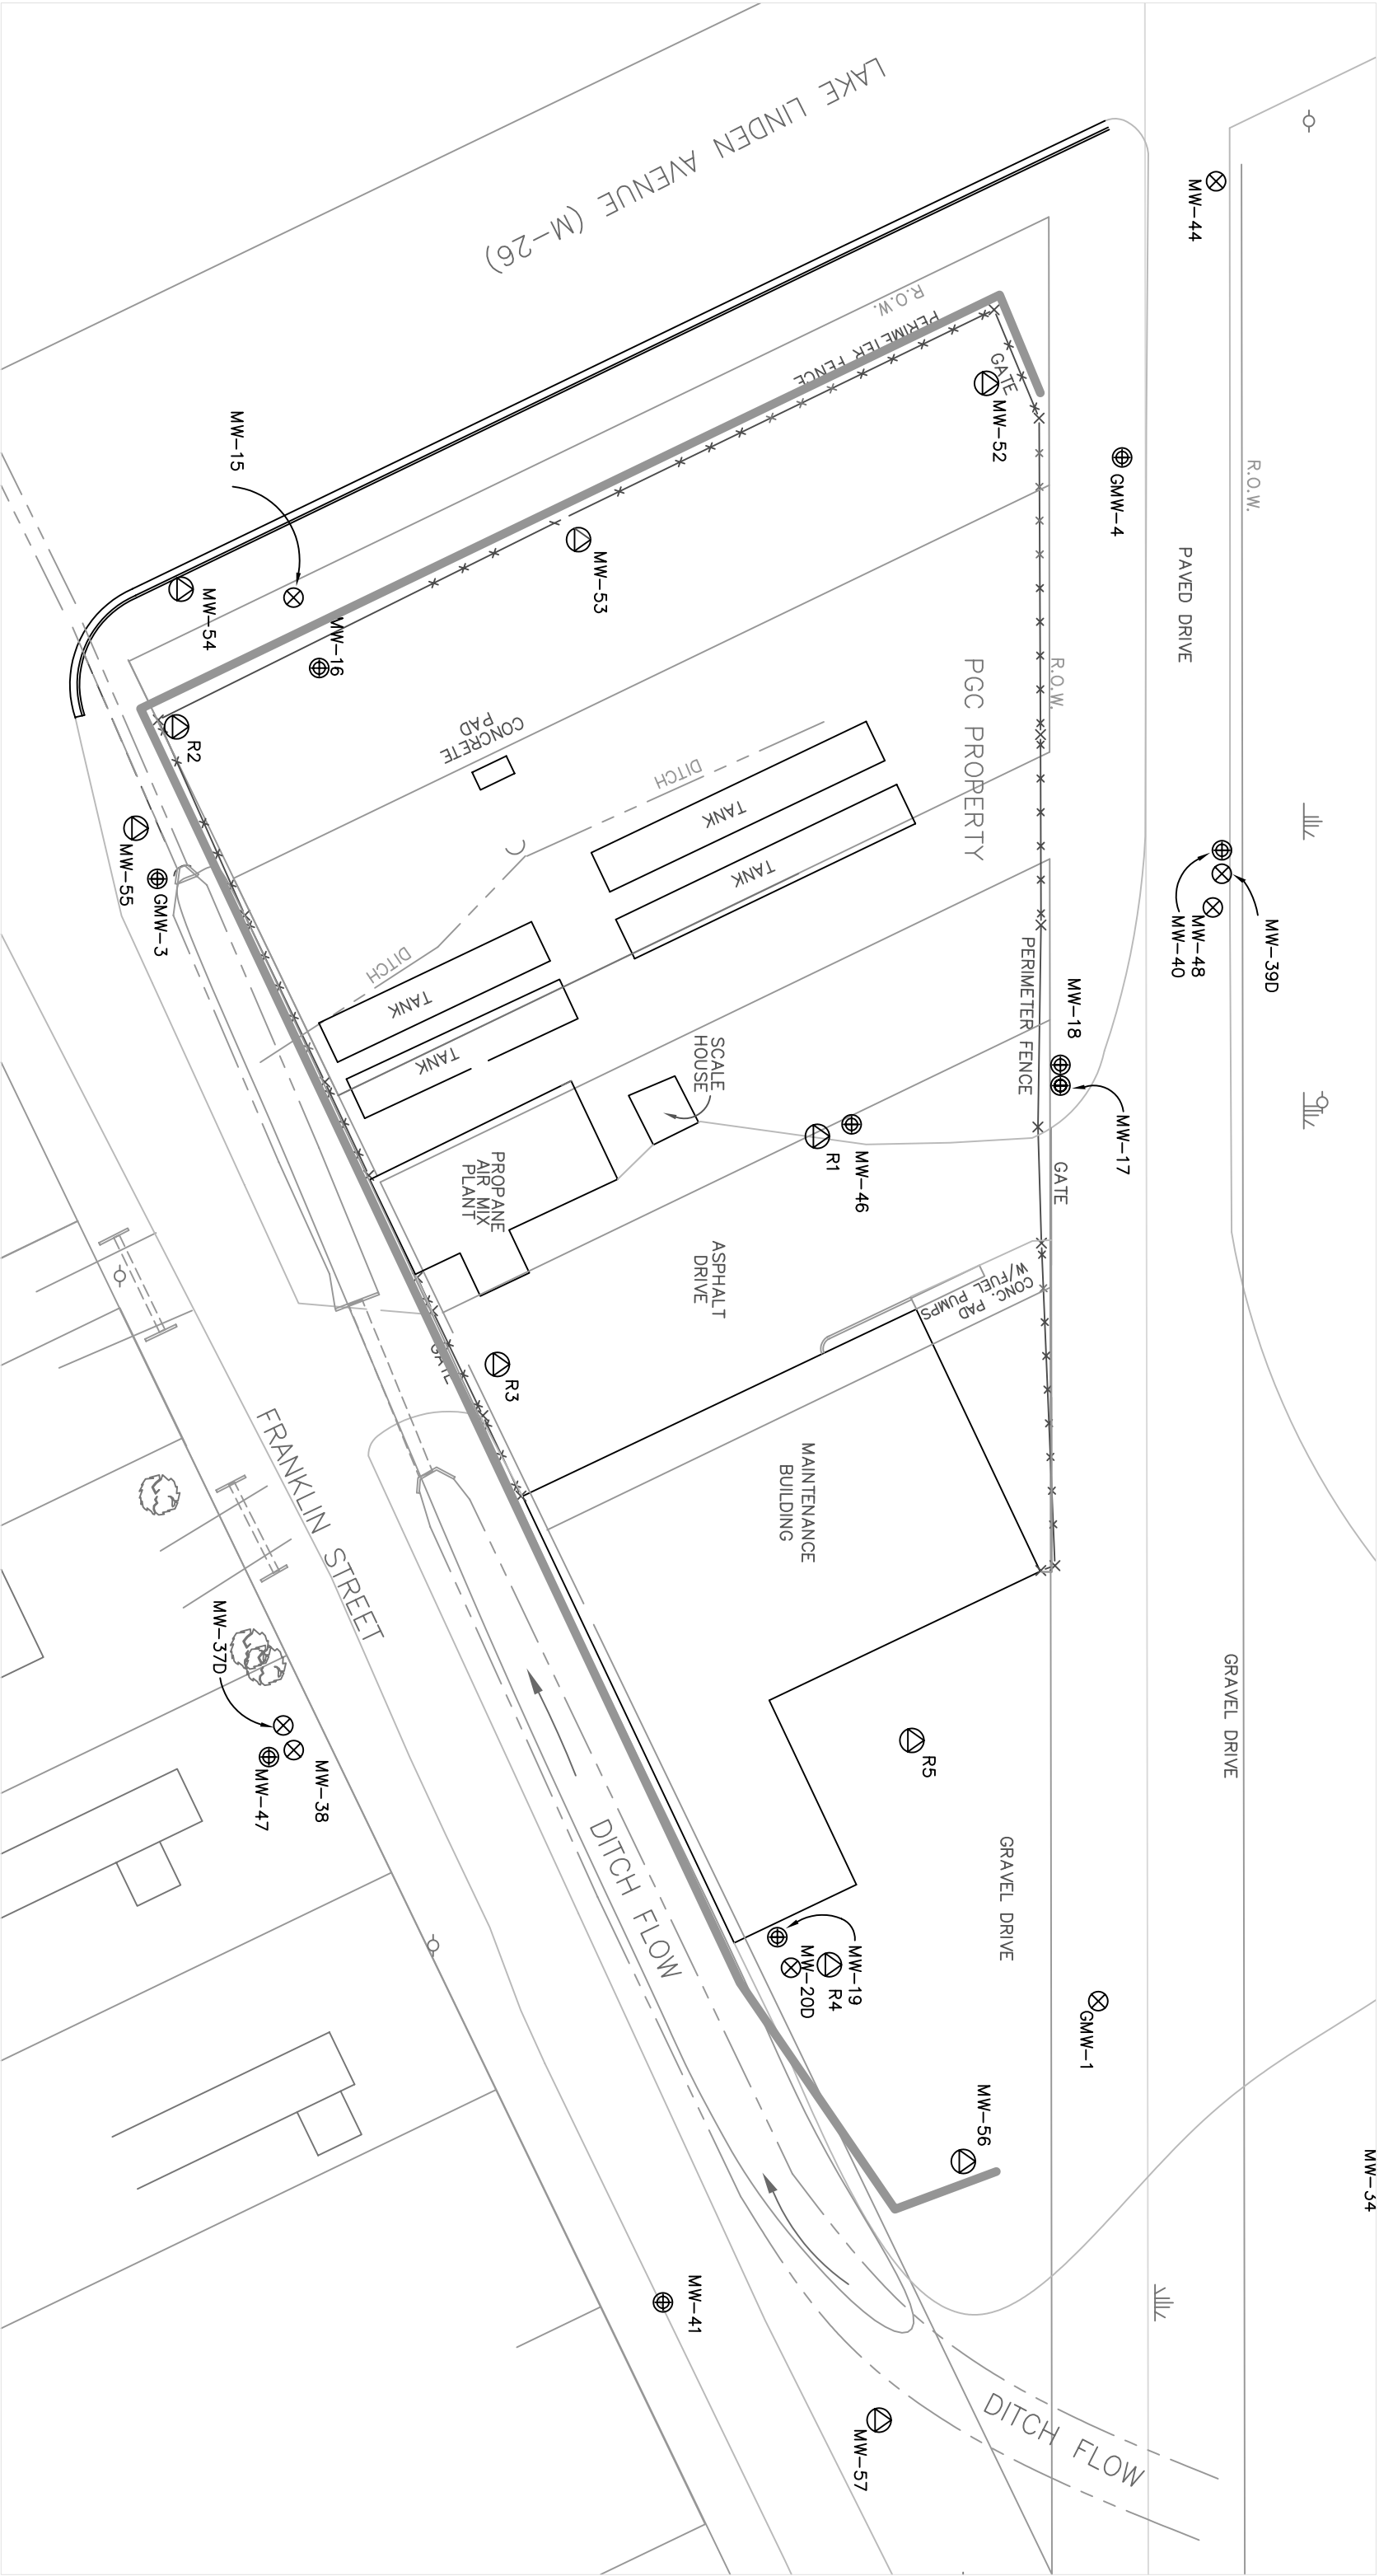 LAKE LINDEN AVENUE (M-26)
MW-44
R.O.W.
R.O.W.
PERIMETER FENCE
GATE
MW-52
GMW-4
PAVED DRIVE
MW-15
MW-54
MW-16
MW-53
R.O.W.
PGC PROPERTY
CONCRETE
PAD
DITCH
TANK
TANK
R2
MW-55
GMW-3
DITCH
TANK
TANK
MW-39D
MW-48
MW-40
MW-18
PERIMETER FENCE
MW-17
SCALE
HOUSE
MW-46
R1
GATE
PROPANE
AIR MIX
PLANT
ASPHALT
DRIVE
CONC. PAD
W/FUEL PUMPS
R3
GATE
FRANKLIN STREET
MAINTENANCE
BUILDING
MW-37D
MW-38
MW-47
R5
GRAVEL DRIVE
GRAVEL DRIVE
DITCH FLOW
MW-19
R4
MW-20D
GMW-1
MW-56
MW-34
MW-41
MW-57
DITCH FLOW